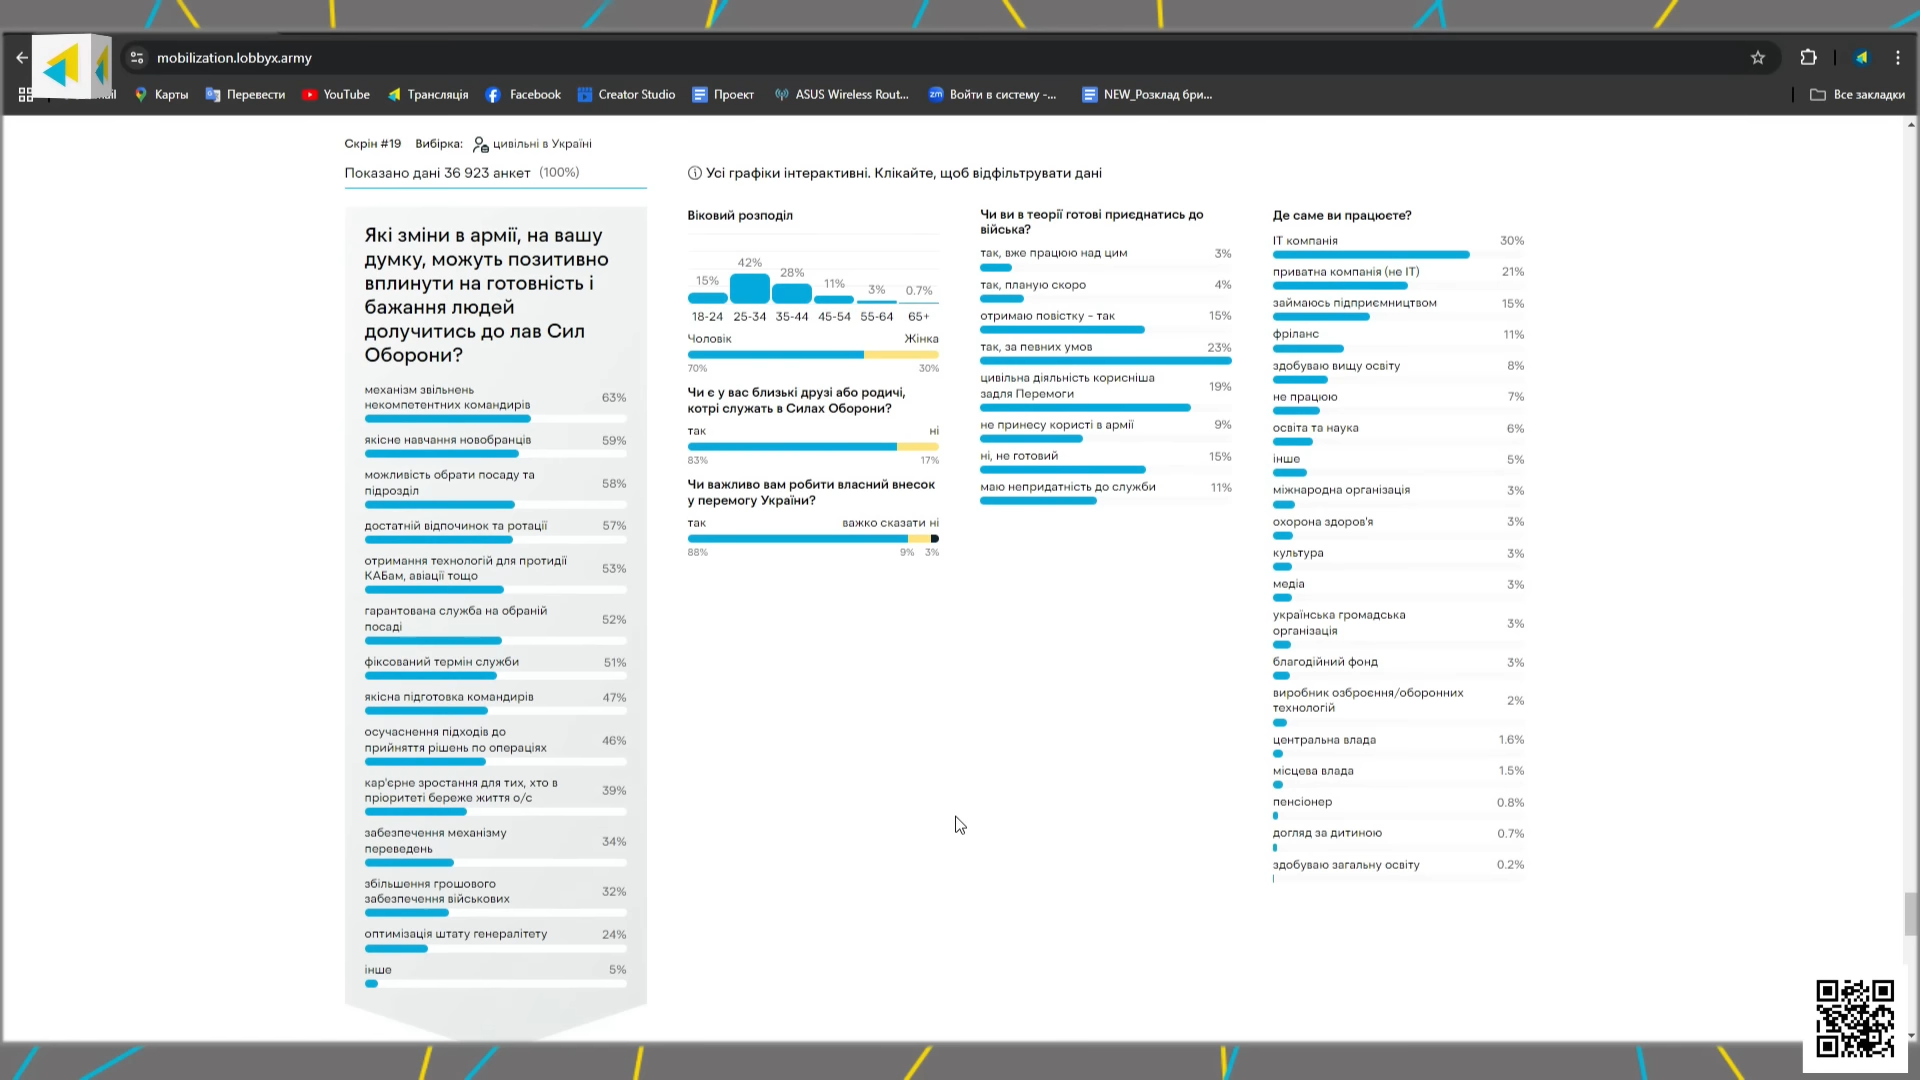 mobilization.lobbyx.army
Карты
Перевести
YouTube
Трансляція
Facebook
Creator Studio
Проект
ASUS Wireless Rout...
Войти в систему -...
NEW_Розклад бри...
Все закладки
Скрін #19 Вибірка: цивільні в Україні
Показано дані 36 923 анкет (100%)
Усі графіки інтерактивні. Клікайте, щоб відфільтрувати дані
Які зміни в армії, на вашу
думку, можуть позитивно
вплинути на готовність і
бажання людей
долучитись до лав Сил
Оборони?
механізм звільнень
некомпетентних командирів 63%
якісне навчання новобранців 59%
можливість обрати посаду та
підрозділ 58%
достатній відпочинок та ротації 57%
отримання технологій для протидії
КАБам, авіації тощо 53%
гарантована служба на обраній
посаді 52%
фіксований термін служби 51%
якісна підготовка командирів 47%
осучаснення підходів до
прийняття рішень по операціях 46%
кар'єрне зростання для тих, хто в
пріоритеті береже життя о/с 39%
забезпечення механізму
переведень 34%
збільшення грошового
забезпечення військових 32%
оптимізація штату генералітету 24%
інше 5%
Віковий розподіл
15% 42% 28% 11% 3% 0.7%
18-24 25-34 35-44 45-54 55-64 65+
Чоловік Жінка
70% 30%
Чи є у вас близькі друзі або родичі,
котрі служать в Силах Оборони?
так ні
83% 17%
Чи важливо вам робити власний внесок
у перемогу України?
так важко сказати ні
88% 9% 3%
Чи ви в теорії готові приєднатись до
війська?
так, вже працюю над цим 3%
так, планую скоро 4%
отримаю повістку - так 15%
так, за певних умов 23%
цивільна діяльність корисніша
задля Перемоги 19%
не принесу користі в армії 9%
ні, не готовий 15%
маю непридатність до служби 11%
Де саме ви працюєте?
ІТ компанія 30%
приватна компанія (не ІТ) 21%
займаюсь підприємництвом 15%
фріланс 11%
здобуваю вищу освіту 8%
не працюю 7%
освіта та наука 6%
інше 5%
міжнародна організація 3%
охорона здоров'я 3%
культура 3%
медіа 3%
українська громадська
організація 3%
благодійний фонд 3%
виробник озброєння/оборонних
технологій 2%
центральна влада 1.6%
місцева влада 1.5%
пенсіонер 0.8%
догляд за дитиною 0.7%
здобуваю загальну освіту 0.2%